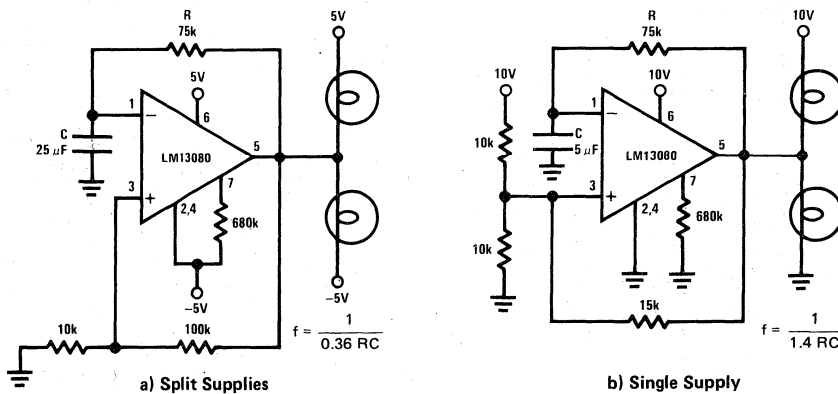 R
75k
5V
5V
1
−
6
C
25 μF
LM13080
5
3
+
7
2,4
680k
−5V
−5V
10k
100k
f = 1 / 0.36 RC
a) Split Supplies
R
75k
10V
10V
10V
10k
1
−
6
C
5 μF
LM13080
5
3
+
7
2,4
680k
10k
15k
f = 1 / 1.4 RC
b) Single Supply